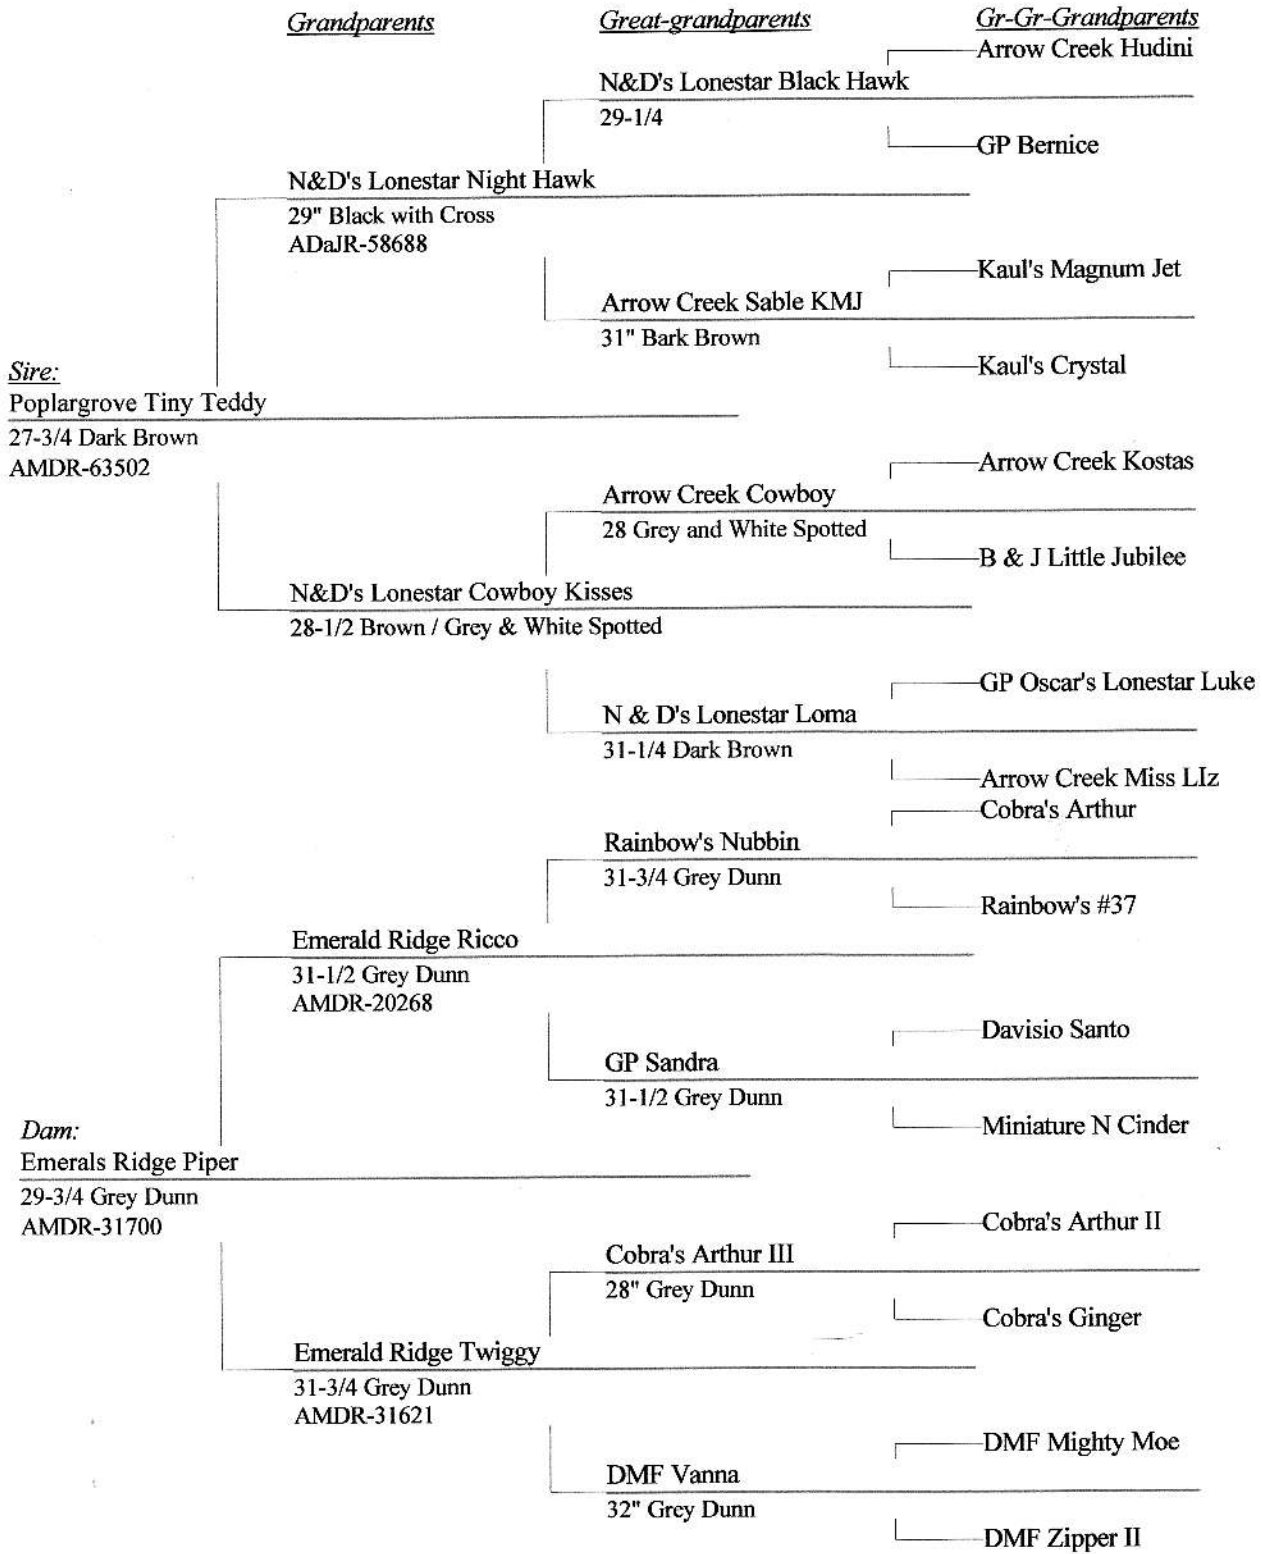 Grandparents
Great-grandparents
Gr-Gr-Grandparents
Arrow Creek Hudini
N&D's Lonestar Black Hawk
29-1/4
GP Bernice
N&D's Lonestar Night Hawk
29" Black with Cross
ADaJR-58688
Kaul's Magnum Jet
Arrow Creek Sable KMJ
31" Bark Brown
Kaul's Crystal
Sire:
Poplargrove Tiny Teddy
27-3/4 Dark Brown
AMDR-63502
Arrow Creek Kostas
Arrow Creek Cowboy
28 Grey and White Spotted
B & J Little Jubilee
N&D's Lonestar Cowboy Kisses
28-1/2 Brown / Grey & White Spotted
GP Oscar's Lonestar Luke
N & D's Lonestar Loma
31-1/4 Dark Brown
Arrow Creek Miss LIz
Cobra's Arthur
Rainbow's Nubbin
31-3/4 Grey Dunn
Rainbow's #37
Emerald Ridge Ricco
31-1/2 Grey Dunn
AMDR-20268
Davisio Santo
GP Sandra
31-1/2 Grey Dunn
Miniature N Cinder
Dam:
Emerals Ridge Piper
29-3/4 Grey Dunn
AMDR-31700
Cobra's Arthur II
Cobra's Arthur III
28" Grey Dunn
Cobra's Ginger
Emerald Ridge Twiggy
31-3/4 Grey Dunn
AMDR-31621
DMF Mighty Moe
DMF Vanna
32" Grey Dunn
DMF Zipper II